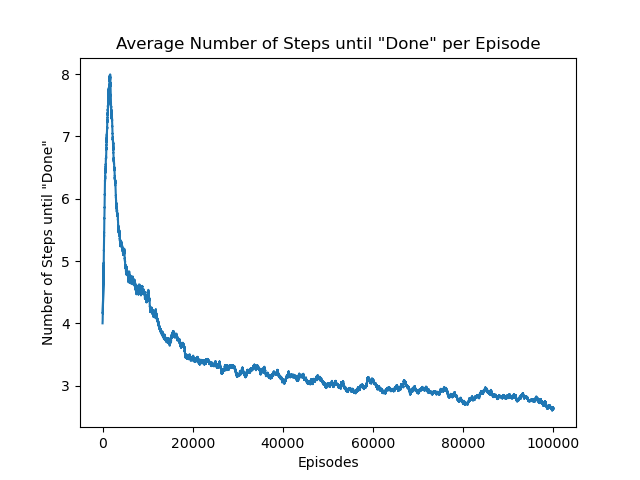 Average Number of Steps until "Done" per Episode
Number of Steps until "Done"
8
7
6
5
4
3
0 20000 40000 60000 80000 100000
Episodes